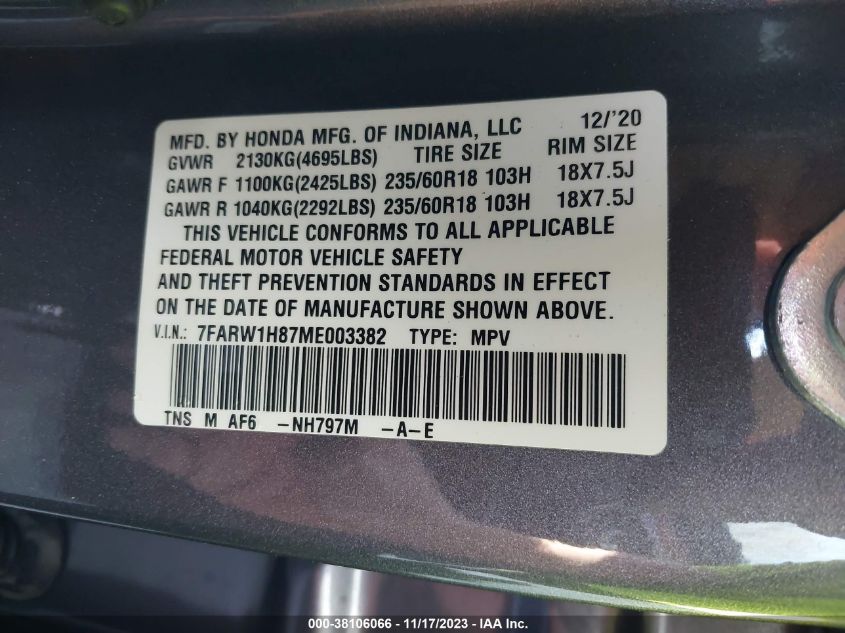 MFD. BY HONDA MFG. OF INDIANA, LLC 12/'20
GVWR 2130KG(4695LBS) TIRE SIZE RIM SIZE
GAWR F 1100KG(2425LBS) 235/60R18 103H 18X7.5J
GAWR R 1040KG(2292LBS) 235/60R18 103H 18X7.5J
THIS VEHICLE CONFORMS TO ALL APPLICABLE
FEDERAL MOTOR VEHICLE SAFETY
AND THEFT PREVENTION STANDARDS IN EFFECT
ON THE DATE OF MANUFACTURE SHOWN ABOVE.
V.I.N.: 7FARW1H87ME003382 TYPE: MPV
TNS M AF6 -NH797M -A-E
000-38106066 - 11/17/2023 - IAA Inc.